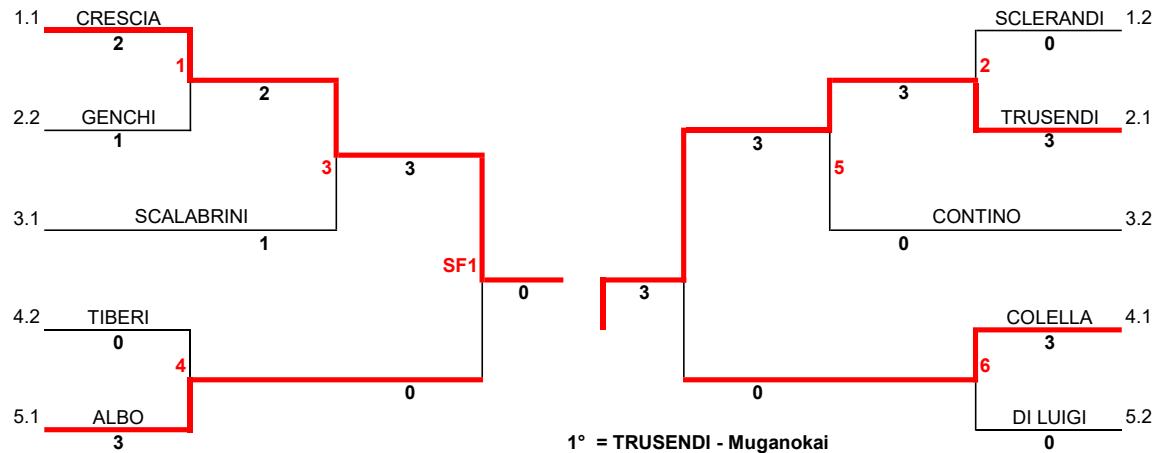 1.1 CRESCIA SCLERANDI 1.2
2 0
1 2
2 3
2.2 GENCHI TRUSENDI 2.1
1 3
3 3 3 5
3.1 SCALABRINI CONTINO 3.2
1 0
SF1
0 3
4.2 TIBERI COLELLA 4.1
0 3
4 6
0 0
5.1 ALBO DI LUIGI 5.2
3 0
1° = TRUSENDI - Muganokai